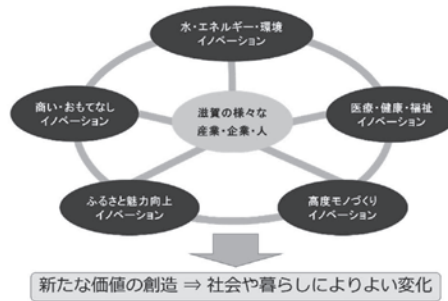 水・エネルギー・環境
イノベーション
商い・おもてなし
イノベーション
滋賀の様々な
産業・企業・人
医療・健康・福祉
イノベーション
ふるさと魅力向上
イノベーション
高度モノづくり
イノベーション
新たな価値の創造 ⇒ 社会や暮らしによりよい変化